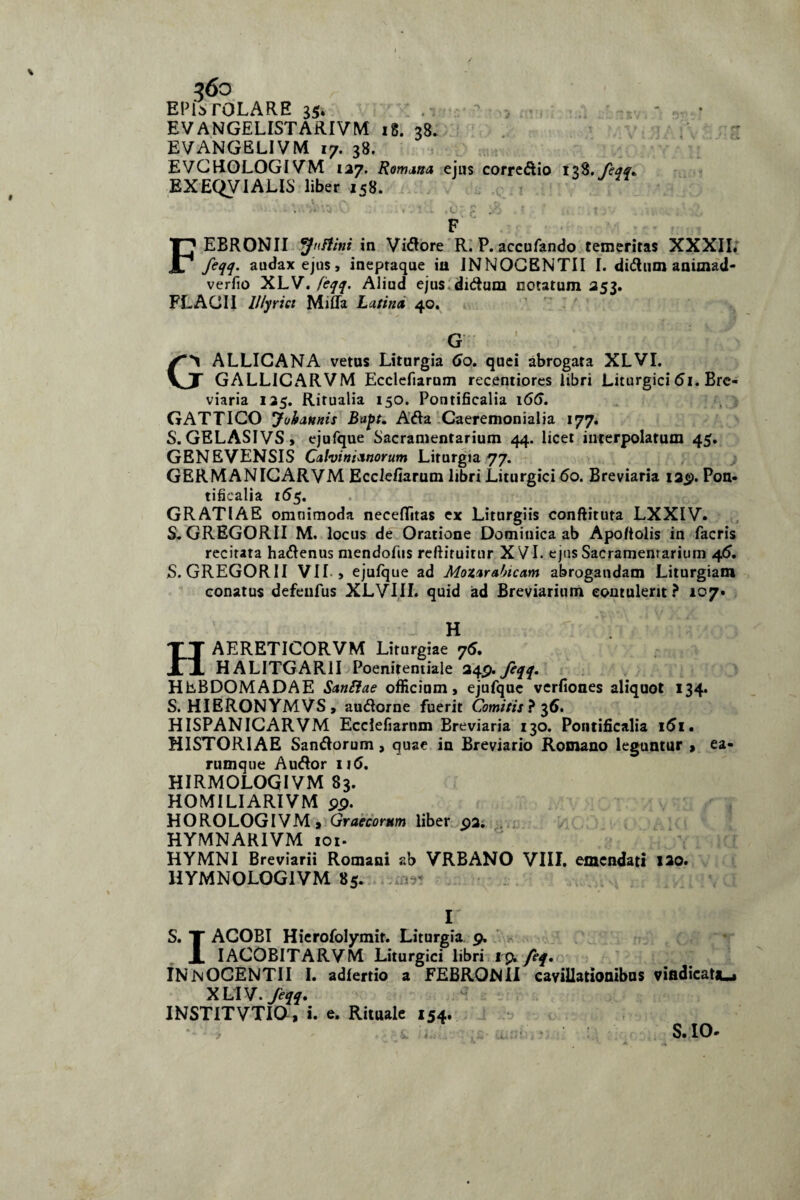 360
EPISTOLARE 35.
EVANGELISTARIVM 18. 38.
EVANGELIVM 17. 38.
EVCHOLOGIVM 127. Romana ejus correctio 138. seqq.
EXEQVIALIS liber 158.
F
FEBRONII Justini in Victore R. P. accusando temeritas XXXII.
seqq. audax ejus, ineptaque in INNOCENTII I. dictum animad-
versio XLV. seqq. Aliud ejus dictum notatum 253.
FLACII Illyrici Missa Latina 40.
G
GALLICANA vetus Liturgia 60. quei abrogata XLVI.
GALLICARVM Ecclesiarum recentiores libri Liturgici 61. Bre-
viaria 125. Ritualia 150. Pontificalia 166.
GATTICO Johannis Bapt. Acta Caeremonialia 177.
S. GELASIVS, ejusque Sacramentarium 44. licet interpolatum 45.
GENEVENSIS Calvinianorum Liturgia 77.
GERMANICARVM Ecclesiarum libri Liturgici 60. Breviaria 129. Pon-
tificalia 165.
GRATIAE omnimoda necessitas ex Liturgiis constituta LXXIV.
S. GREGORII M. locus de Oratione Dominica ab Apostolis in sacris
recitata hactenus mendosus restituitur XVI. ejus Sacramentarium 46.
S. GREGORII VII., ejusque ad Mozarabicam abrogandam Liturgiam
conatus defensus XLVIII. quid ad Breviarium contulerit? 107.
H
HAERETICORVM Liturgiae 76.
HALITGARII Poenitentiale 249. seqq.
HEBDOMADAE Sanctae officium, ejusque versiones aliquot 134.
S. HIERONYMVS, auctorne fuerit Comitis? 36.
HISPANICARVM Ecclesiarum Breviaria 130. Pontificalia 161.
HISTORIAE Sanctorum, quae in Breviario Romano leguntur, ea-
rumque Auctor 116.
HIRMOLOGIVM 83.
HOMILIARIVM 99.
HOROLOGIVM, Graecorum liber 92.
HYMNARIVM 101.
HYMNI Breviarii Romani ab VRBANO VIII. emendati 120.
HYMNOLOGIVM 85.
I
S. IACOBI Hierosolymit. Liturgia 9.
IACOBITARVM Liturgici libri 19. seq.
INNOCENTII I. adsertio a FEBRONII cavillationibus vindicata
XLIV. seqq.
INSTITVTIO, i. e. Rituale 154.
S. IO-